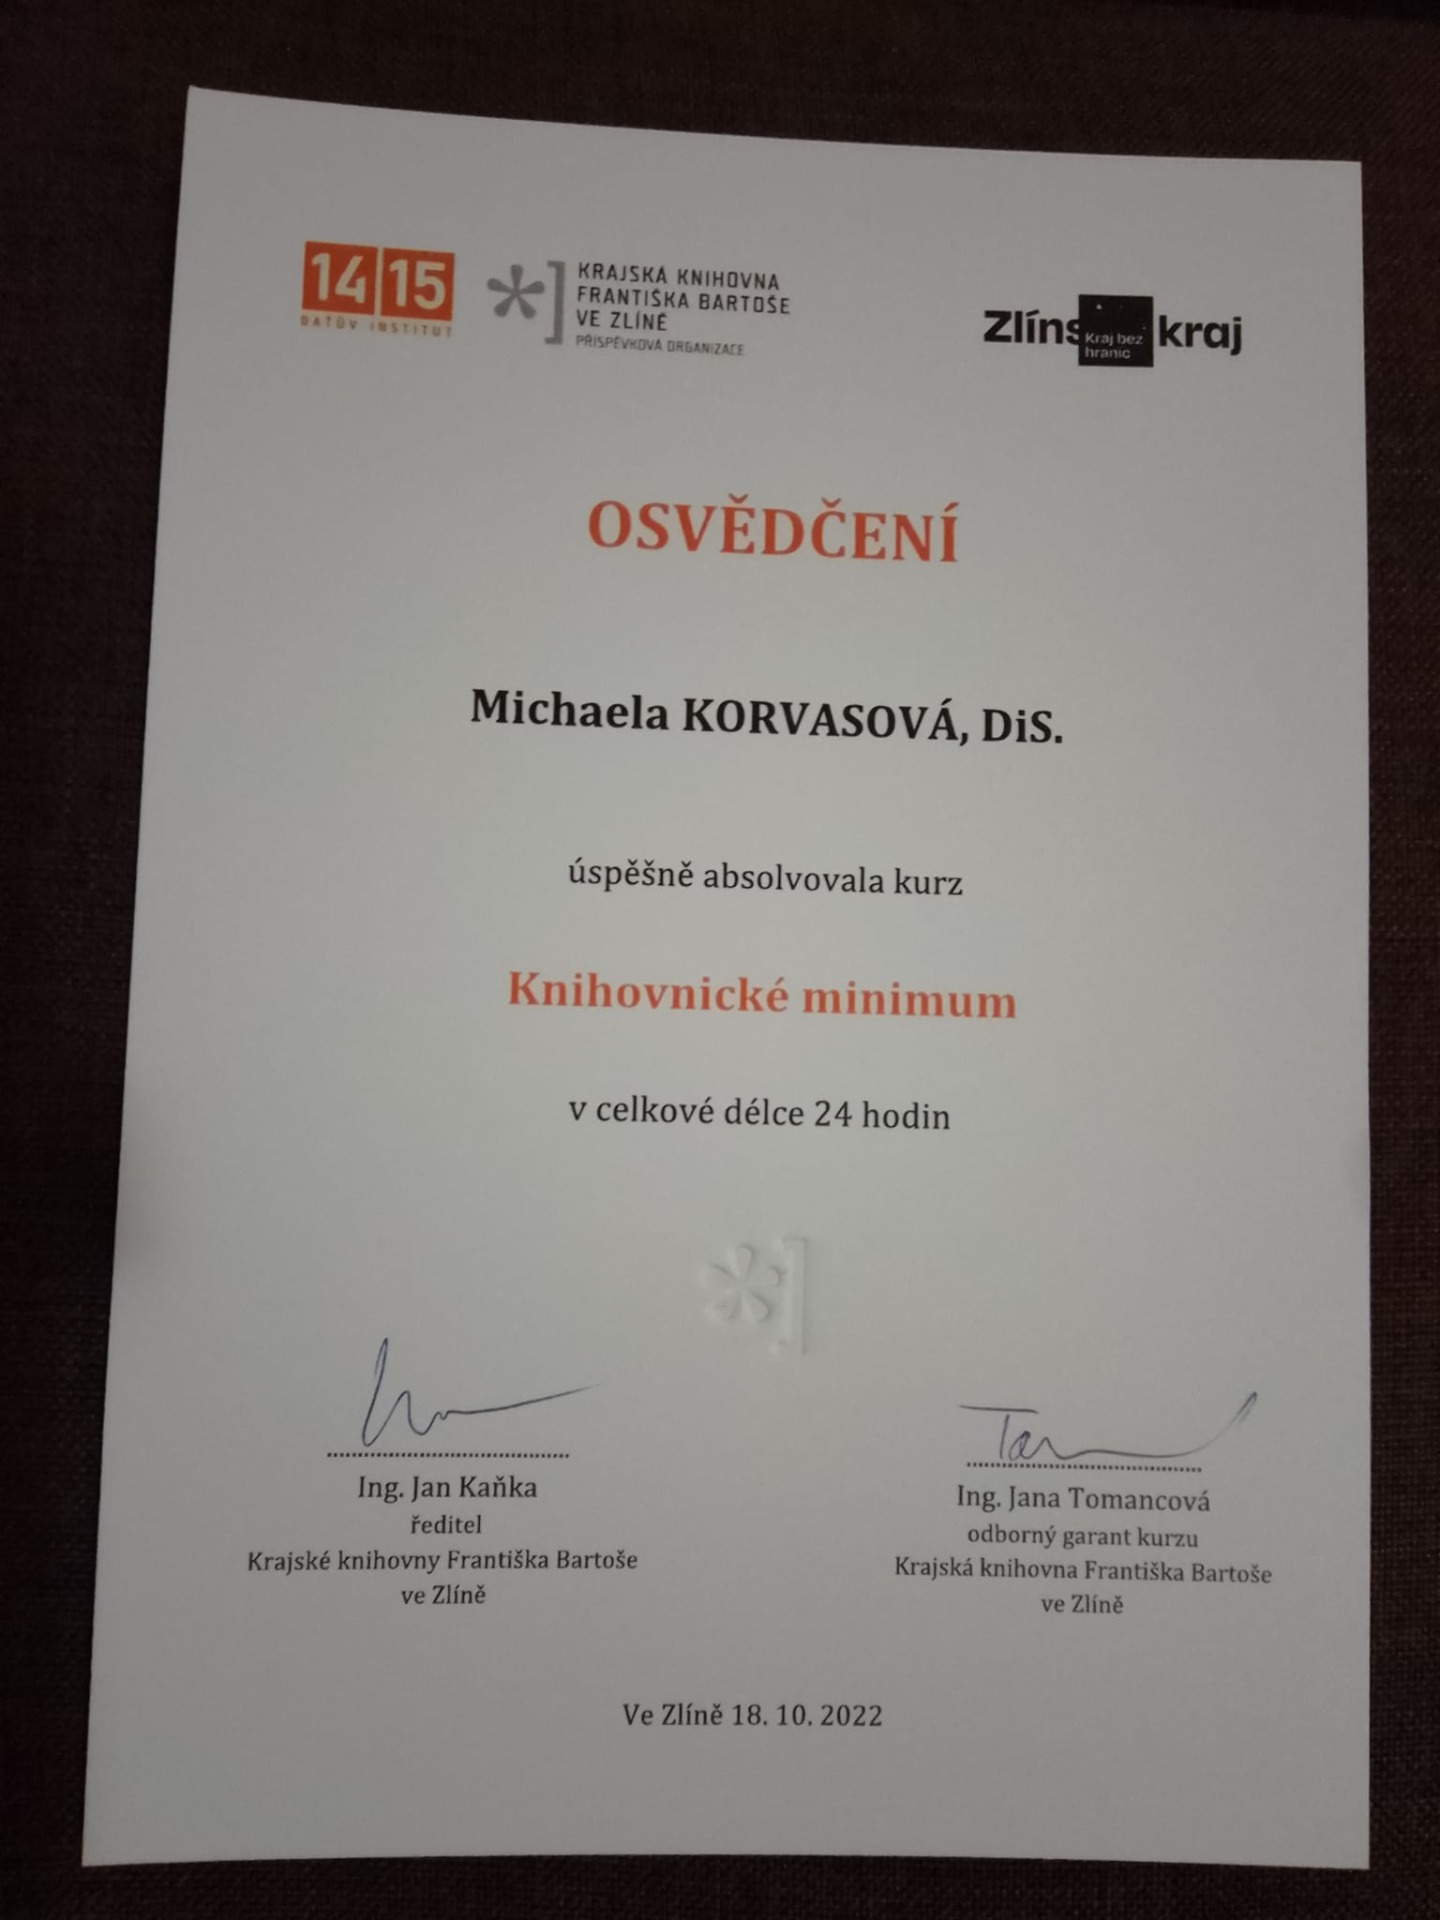 14 15
BAŤŮV INSTITUT
KRAJSKÁ KNIHOVNA
FRANTIŠKA BARTOŠE
VE ZLÍNĚ
PŘÍSPĚVKOVÁ ORGANIZACE
Zlíns kraj
Kraj bez
hranic
OSVĚDČENÍ
Michaela KORVASOVÁ, DiS.
úspěšně absolvovala kurz
Knihovnické minimum
v celkové délce 24 hodin
*]
Ing. Jan Kaňka
ředitel
Krajské knihovny Františka Bartoše
ve Zlíně
Ing. Jana Tomancová
odborný garant kurzu
Krajská knihovna Františka Bartoše
ve Zlíně
Ve Zlíně 18. 10. 2022